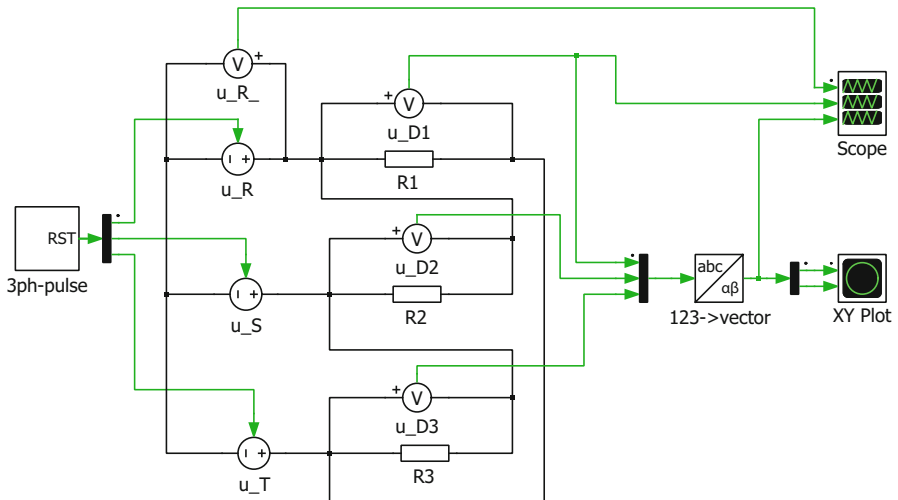 V
+
u_R_
+
V
u_D1
Scope
+
u_R
R1
RST
3ph-pulse
+
V
u_D2
+
u_S
R2
abc
αβ
123->vector
XY Plot
+
V
u_D3
+
u_T
R3